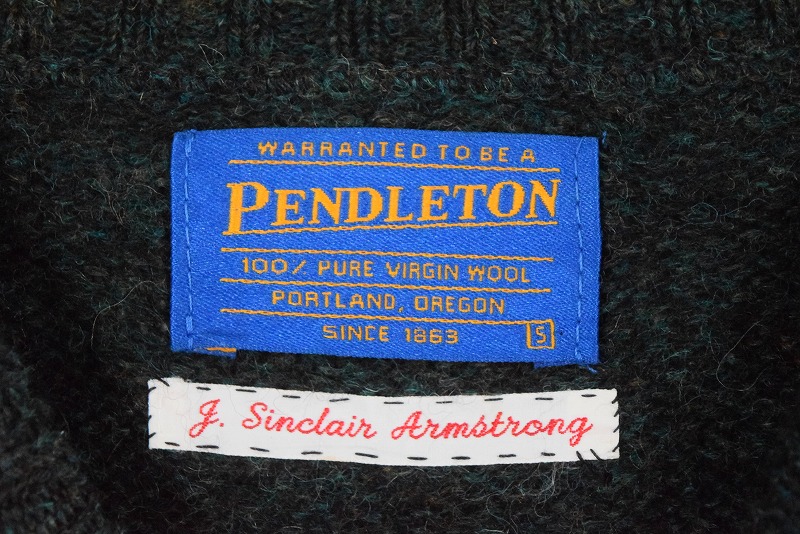 WARRANTED TO BE A
PENDLETON
100/ PURE VIRGIN WOOL
PORTLAND, OREGON
SINCE 1863 S
J. Sinclair Armstrong